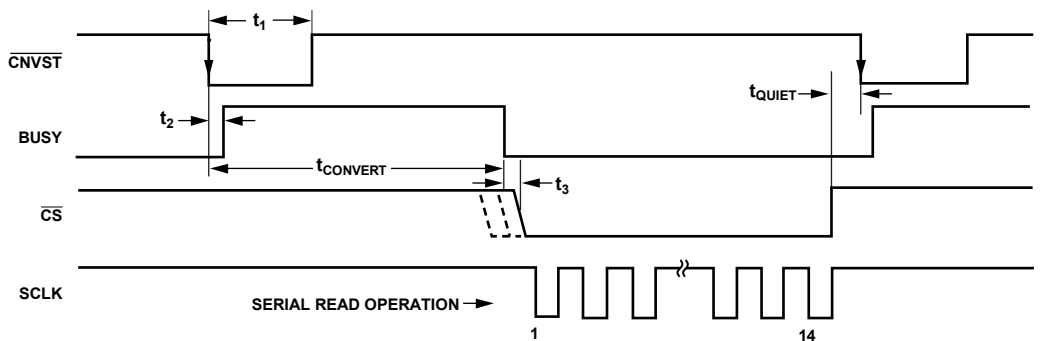 t1
CNVST
tQUIET
t2
BUSY
tCONVERT
t3
CS
SCLK
SERIAL READ OPERATION
1
14